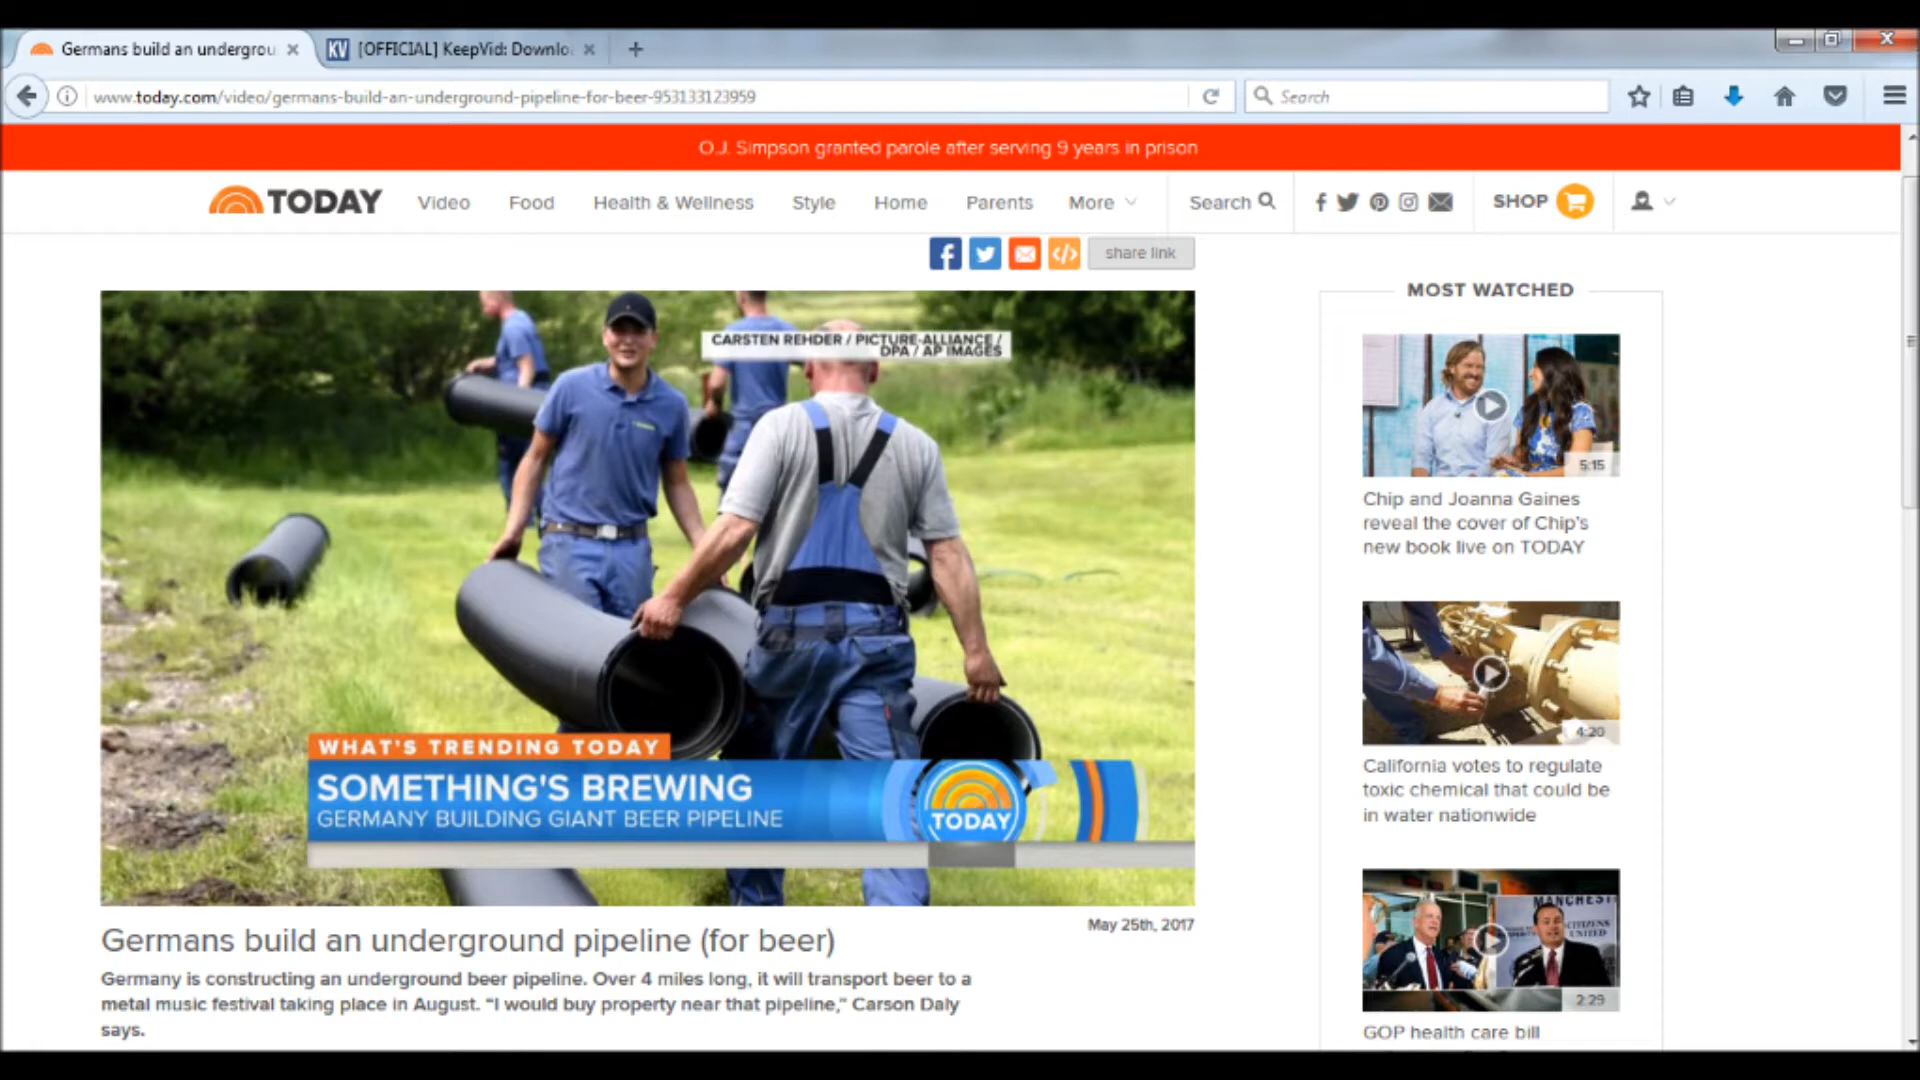 Germans build an undergrou
KV [OFFICIAL] KeepVid: Downlo
www.today.com/video/germans-build-an-underground-pipeline-for-beer-953133123959
Search
O.J. Simpson granted parole after serving 9 years in prison
TODAY Video Food Health & Wellness Style Home Parents More Search SHOP
share link
CARSTEN REHDER / PICTURE-ALLIANCE /
DPA / AP IMAGES
WHAT'S TRENDING TODAY
SOMETHING'S BREWING
GERMANY BUILDING GIANT BEER PIPELINE
TODAY
May 25th, 2017
Germans build an underground pipeline (for beer)
Germany is constructing an underground beer pipeline. Over 4 miles long, it will transport beer to a
metal music festival taking place in August. “I would buy property near that pipeline,” Carson Daly
says.
MOST WATCHED
5:15
Chip and Joanna Gaines
reveal the cover of Chip's
new book live on TODAY
4:20
California votes to regulate
toxic chemical that could be
in water nationwide
MANCHEST
CITIZENS
UNITED
2:29
GOP health care bill